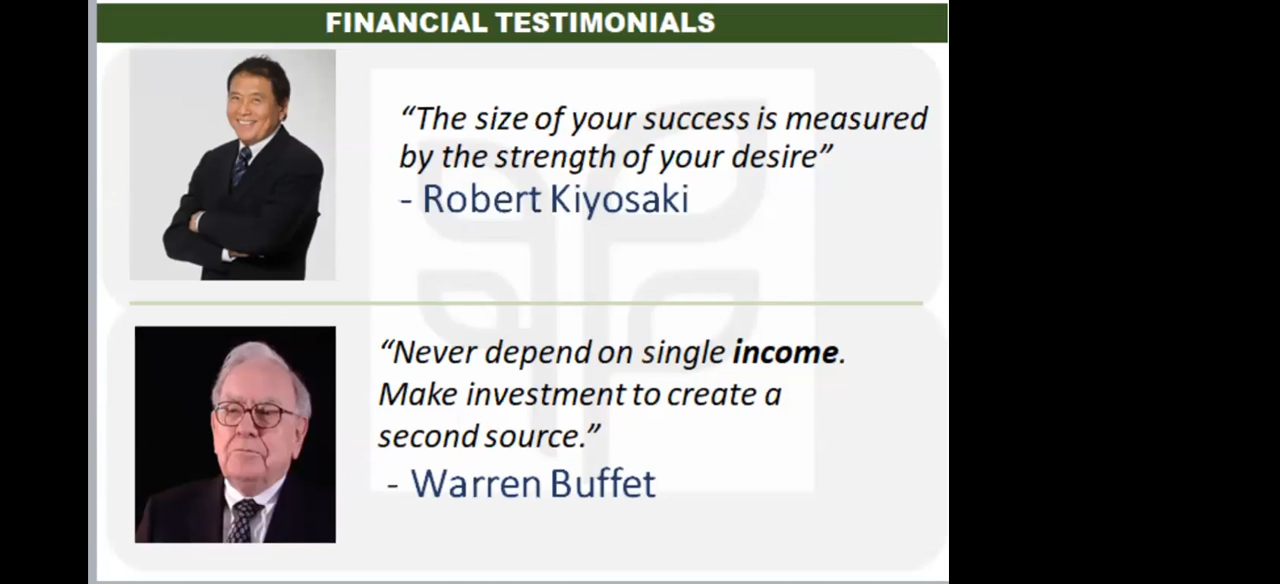 FINANCIAL TESTIMONIALS
“The size of your success is measured
by the strength of your desire”
- Robert Kiyosaki
“Never depend on single income.
Make investment to create a
second source.”
- Warren Buffet